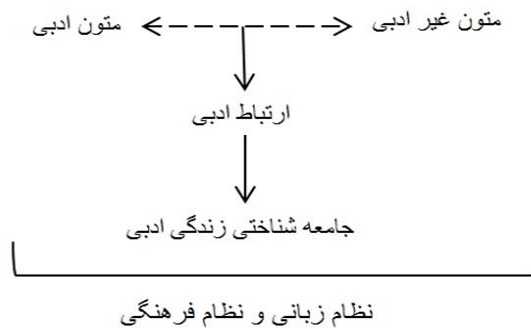 متون غیر ادبی
متون ادبی
ارتباط ادبی
جامعه شناختی زندگی ادبی
نظام زبانی و نظام فرهنگی